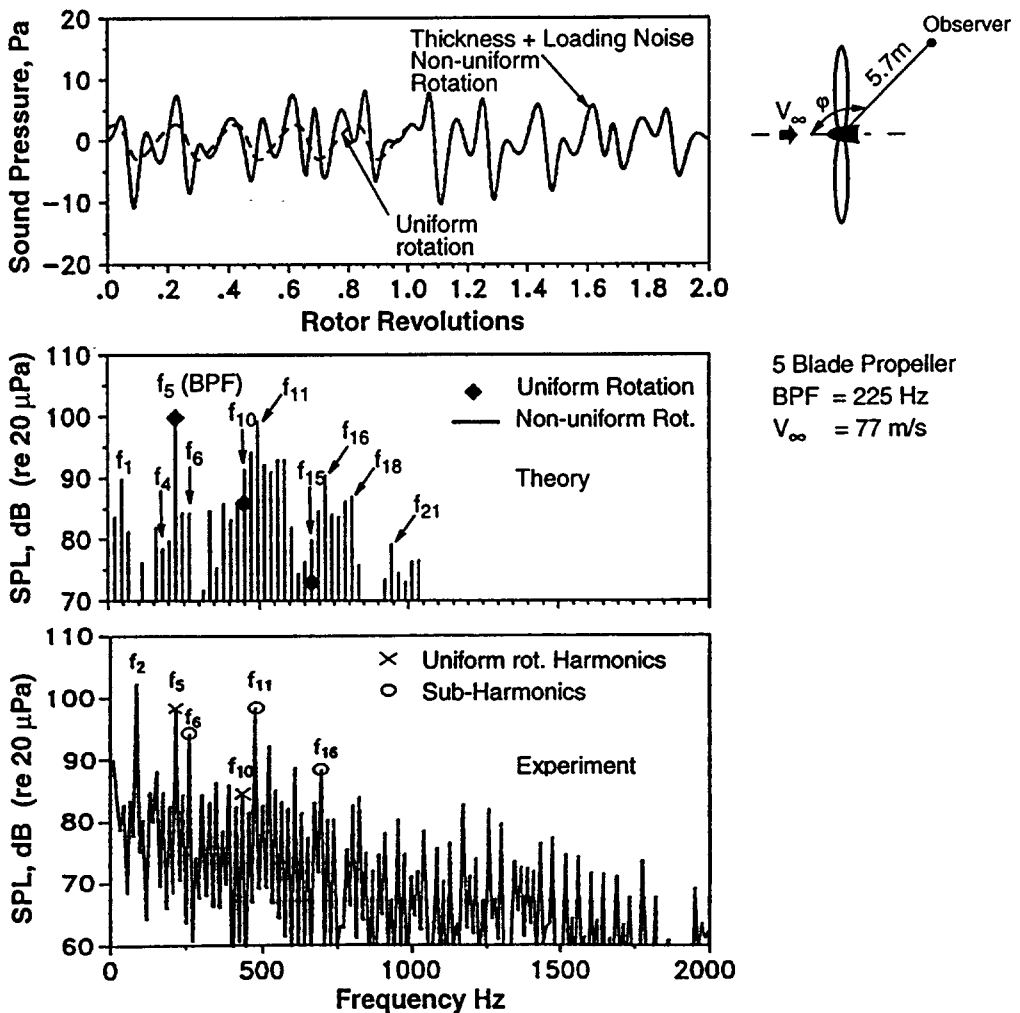 20
10
0
−10
−20
Sound Pressure, Pa
Thickness + Loading Noise
Non-uniform
Rotation
Uniform
rotation
.0 .2 .4 .6 .8 1.0 1.2 1.4 1.6 1.8 2.0
Rotor Revolutions
Observer
5.7m
φ
V∞
110
100
90
80
70
SPL, dB (re 20 μPa)
f1
f4
f5 (BPF)
f6
f10
f11
f15
f16
f18
f21
Uniform Rotation
Non-uniform Rot.
Theory
5 Blade Propeller
BPF = 225 Hz
V∞ = 77 m/s
110
100
90
80
70
60
SPL, dB (re 20 μPa)
f2
f5
f6
f10
f11
f16
Uniform rot. Harmonics
Sub-Harmonics
Experiment
0 500 1000 1500 2000
Frequency Hz